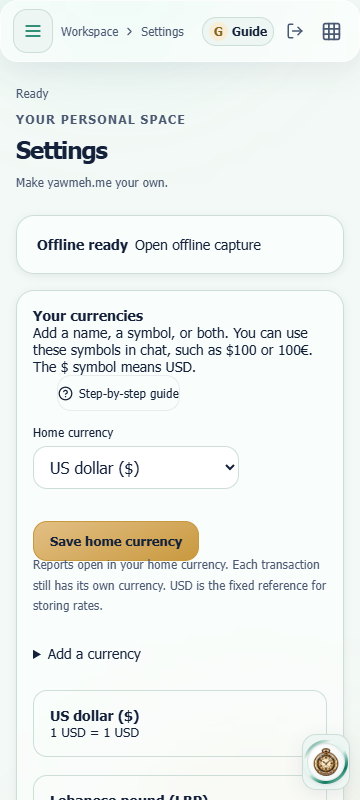 Workspace > Settings
G Guide
Ready
YOUR PERSONAL SPACE
Settings
Make yawmeh.me your own.
Offline ready Open offline capture
Your currencies
Add a name, a symbol, or both. You can use
these symbols in chat, such as $100 or 100€.
The $ symbol means USD.
Step-by-step guide
Home currency
US dollar ($)
Save home currency
Reports open in your home currency. Each transaction
still has its own currency. USD is the fixed reference for
storing rates.
Add a currency
US dollar ($)
1 USD = 1 USD
Lebanese pound (LBP)